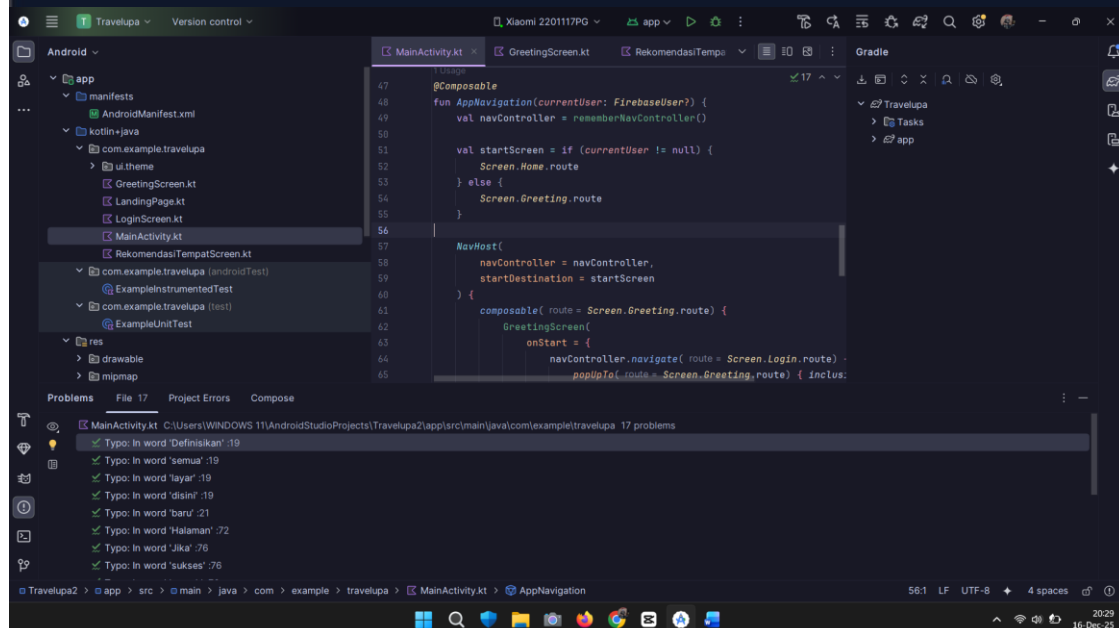 Travelupa
Version control
Xiaomi 2201117PG
app
Android
MainActivity.kt
GreetingScreen.kt
RekomendasiTempa
Gradle
app
manifests
AndroidManifest.xml
kotlin+java
com.example.travelupa
ui.theme
GreetingScreen.kt
LandingPage.kt
LoginScreen.kt
MainActivity.kt
RekomendasiTempatScreen.kt
com.example.travelupa (androidTest)
ExampleInstrumentedTest
com.example.travelupa (test)
ExampleUnitTest
res
drawable
mipmap
1 Usage
17
47 @Composable
48 fun AppNavigation(currentUser: FirebaseUser?) {
49 val navController = rememberNavController()
50
51 val startScreen = if (currentUser != null) {
52 Screen.Home.route
53 } else {
54 Screen.Greeting.route
55 }
56
57 NavHost(
58 navController = navController,
59 startDestination = startScreen
60 ) {
61 composable( route = Screen.Greeting.route) {
62 GreetingScreen(
63 onStart = {
64 navController.navigate( route = Screen.Login.route)
65 popUpTo( route = Screen.Greeting.route) { inclus
Travelupa
Tasks
app
Problems
File 17
Project Errors
Compose
MainActivity.kt C:\Users\WINDOWS 11\AndroidStudioProjects\Travelupa2\app\src\main\java\com\example\travelupa 17 problems
Typo: In word 'Definisikan' :19
Typo: In word 'semua' :19
Typo: In word 'layar' :19
Typo: In word 'disini' :19
Typo: In word 'baru' :21
Typo: In word 'Halaman' :72
Typo: In word 'Jika' :76
Typo: In word 'sukses' :76
Travelupa2 > app > src > main > java > com > example > travelupa > MainActivity.kt > AppNavigation
56:1 LF UTF-8 4 spaces
20:29
16-Dec-25